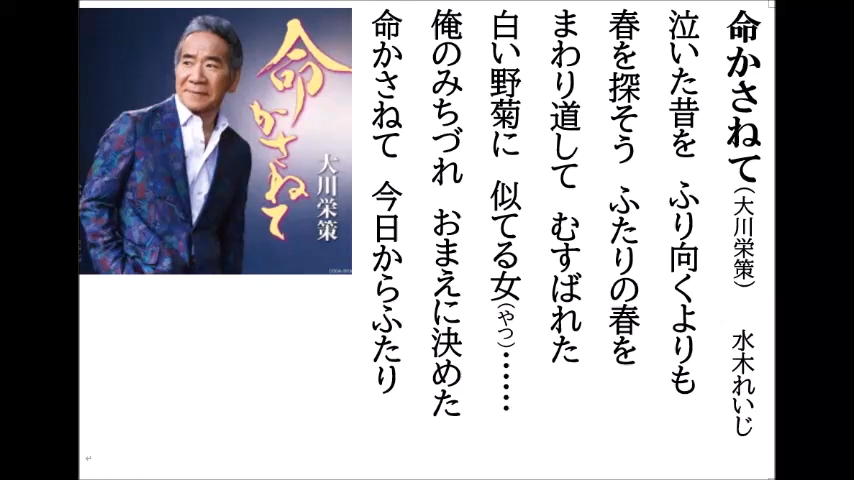 命かさねて(大川栄策) 水木れいじ
泣いた昔を ふり向くよりも
春を探そう ふたりの春を
まわり道して むすばれた
白い野菊に 似てる女(やつ)……
俺のみちづれ おまえに決めた
命かさねて 今日からふたり
命かさねて
大川栄策